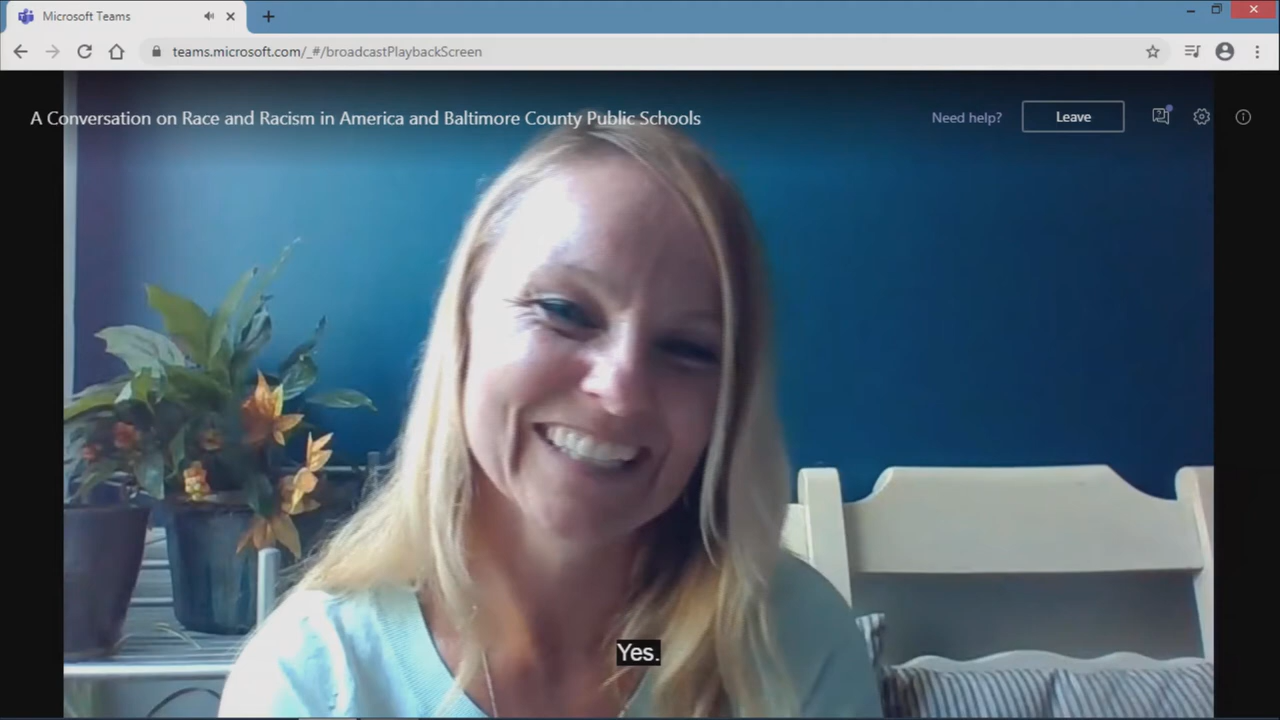 Microsoft Teams
teams.microsoft.com/_#/broadcastPlaybackScreen
A Conversation on Race and Racism in America and Baltimore County Public Schools
Need help?
Leave
Yes.